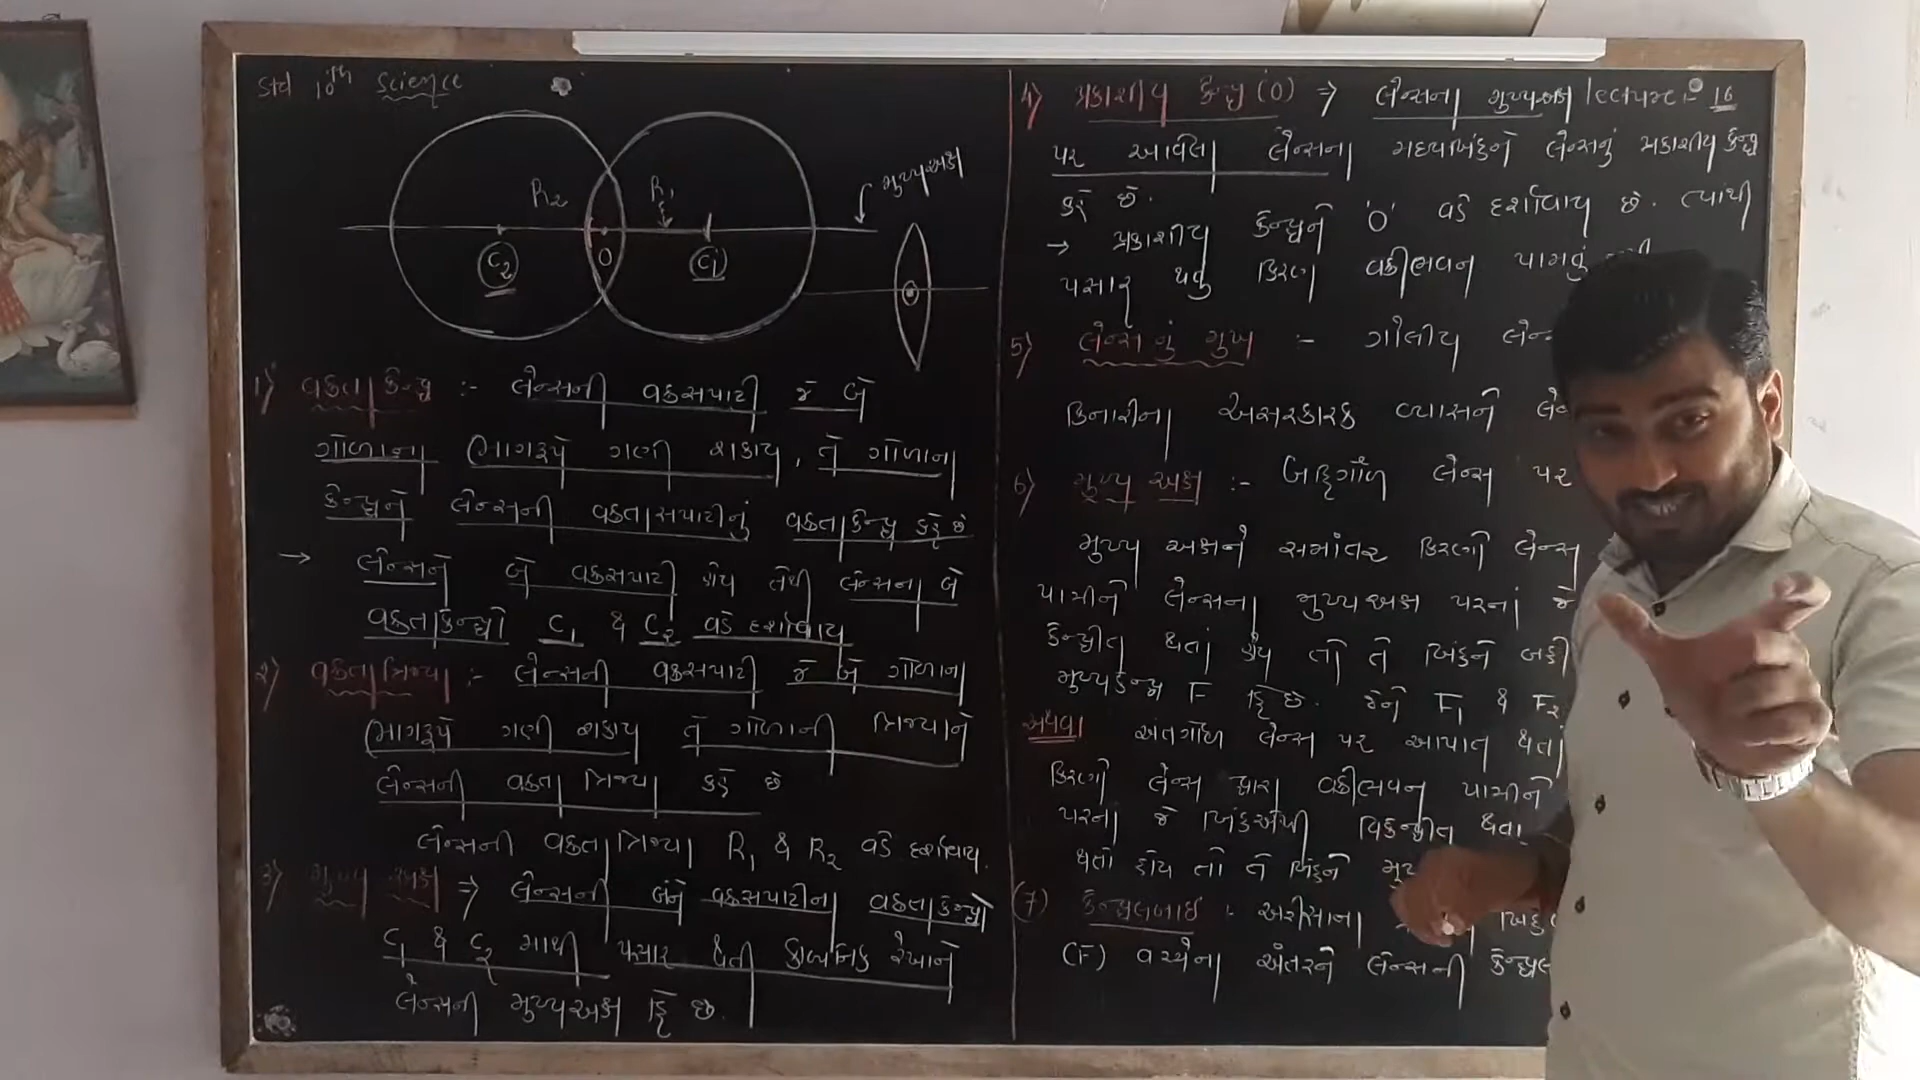 Std 10th Science
R2 R1 મુખ્યઅક્ષ
C2 O C1
1) વક્રતાકેન્દ્ર :- લેન્સની વક્રસપાટી જે બે
ગોળાના ભાગરૂપે ગણી શકાય, તે ગોળાના
કેન્દ્રને લેન્સની વક્રતાસપાટીનું વક્રતાકેન્દ્ર કહે છે
→ લેન્સને બે વક્રસપાટી હોય તેથી લેન્સના બે
વક્રતાકેન્દ્રો C1 & C2 વડે દર્શાવાય
2) વક્રતાત્રિજ્યા :- લેન્સની વક્રસપાટી જે બે ગોળાના
ભાગરૂપે ગણી શકાય તે ગોળાની ત્રિજ્યાને
લેન્સની વક્રતાત્રિજ્યા કહે છે
લેન્સની વક્રતાત્રિજ્યા R1 & R2 વડે દર્શાવાય.
3) મુખ્ય અક્ષ ⇒ લેન્સની બંને વક્રસપાટીના વક્રતાકેન્દ્રો
C1 & C2 માથી પસાર થતી કાલ્પનિક રેખાને
લેન્સની મુખ્યઅક્ષ કહે છે.
4) પ્રકાશીય કેન્દ્ર (O) ⇒ લેન્સના મુખ્યઅક્ષ lecture :- 16
પર આવેલા લેન્સના મધ્યબિંદુને લેન્સનું પ્રકાશીય કેન્દ્ર
કહે છે.
→ પ્રકાશીય કેન્દ્રને 'O' વડે દર્શાવાય છે. ત્યાંથી
પસાર થતું કિરણ વક્રીભવન પામતું
5) લેન્સનું મુખ :- ગોલીય
કિનારીના અસરકારક વ્યાસને
6) મુખ્ય અક્ષ :- બહિર્ગોળ લેન્સ પર
મુખ્ય અક્ષને સમાંતર કિરણો લેન્સ
પામીને લેન્સના મુખ્યઅક્ષ પરનાં જે
કેન્દ્રીત થતાં હોય તો તે બિંદુને
મુખ્યકેન્દ્ર F કહે છે. જેને F1 & F2
અથવા અંતર્ગોળ લેન્સ પર આપાત થતાં
કિરણો લેન્સ દ્વારા વક્રીભવન પામીને
પરના જે બિંદુએથી વિકેન્દ્રીત થતા
થતો હોય તો તે બિંદુને
(7) કેન્દ્રલંબાઈ :- અરીસાના
(F) વચ્ચેના અંતરને લેન્સની